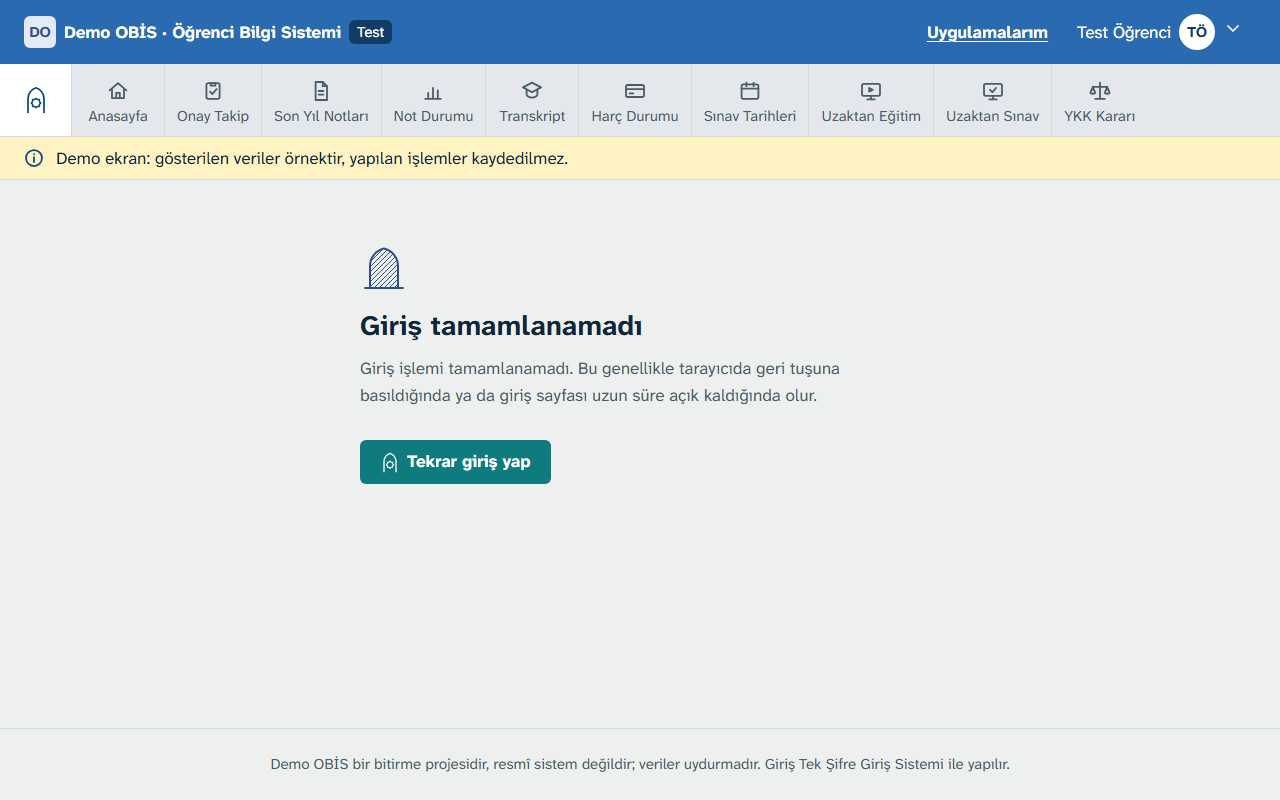 DO Demo OBİS · Öğrenci Bilgi Sistemi Test
Uygulamalarım Test Öğrenci TÖ
Anasayfa
Onay Takip
Son Yıl Notları
Not Durumu
Transkript
Harç Durumu
Sınav Tarihleri
Uzaktan Eğitim
Uzaktan Sınav
YKK Kararı
Demo ekran: gösterilen veriler örnektir, yapılan işlemler kaydedilmez.
Giriş tamamlanamadı
Giriş işlemi tamamlanamadı. Bu genellikle tarayıcıda geri tuşuna
basıldığında ya da giriş sayfası uzun süre açık kaldığında olur.
Tekrar giriş yap
Demo OBİS bir bitirme projesidir, resmî sistem değildir; veriler uydurmadır. Giriş Tek Şifre Giriş Sistemi ile yapılır.